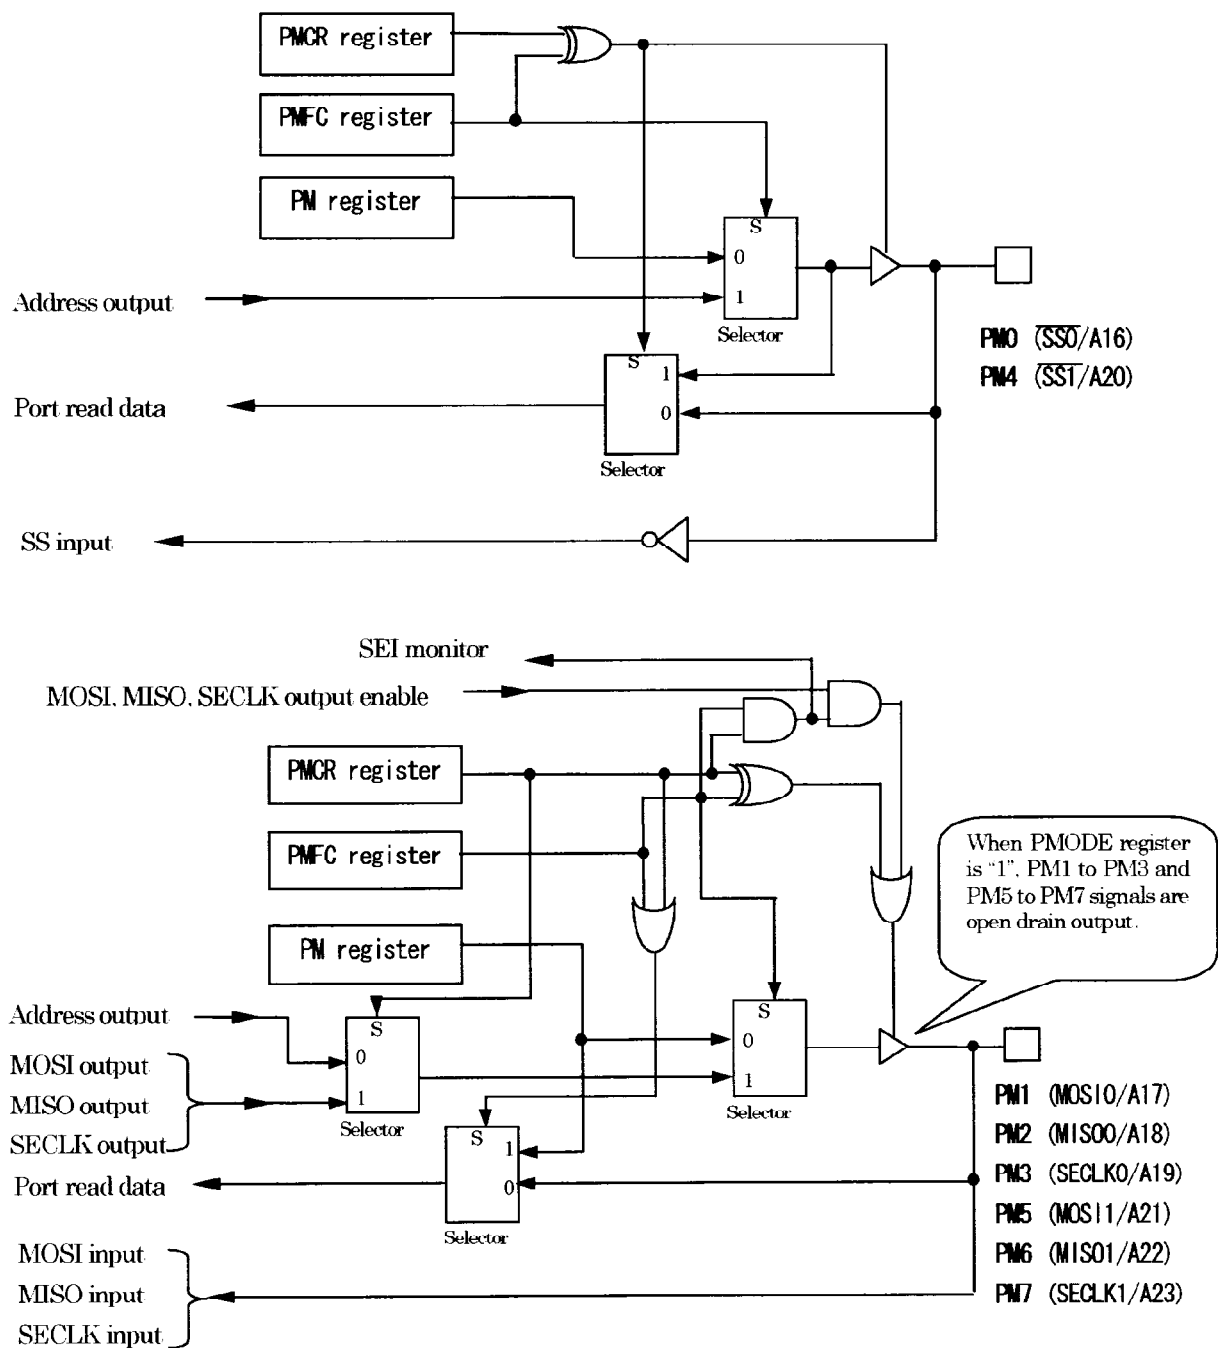 PMCR register
PMFC register
PM register
S
0
1
Selector
Address output
PM0 (SS0/A16)
PM4 (SS1/A20)
S
1
0
Selector
Port read data
SS input
SEI monitor
MOSI, MISO, SECLK output enable
PMCR register
PMFC register
PM register
When PMODE register
is “1”, PM1 to PM3 and
PM5 to PM7 signals are
open drain output.
Address output
MOSI output
MISO output
SECLK output
S
0
1
Selector
S
0
1
Selector
S
1
0
Selector
Port read data
MOSI input
MISO input
SECLK input
PM1 (MOSI0/A17)
PM2 (MISO0/A18)
PM3 (SECLK0/A19)
PM5 (MOSI1/A21)
PM6 (MISO1/A22)
PM7 (SECLK1/A23)